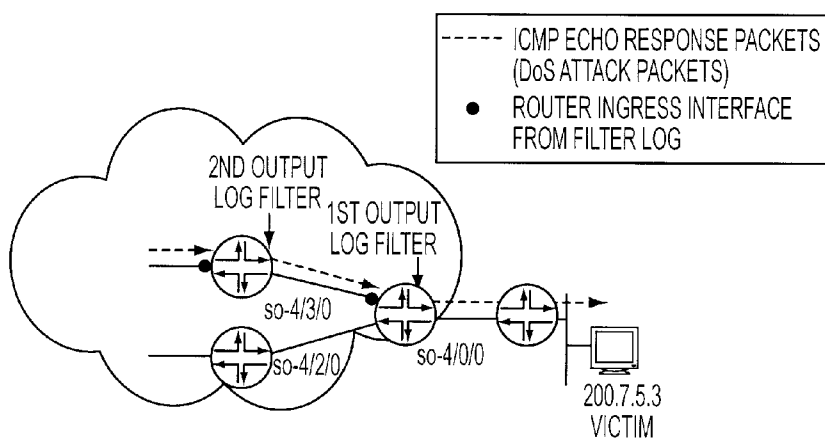 ICMP ECHO RESPONSE PACKETS
(DoS ATTACK PACKETS)
ROUTER INGRESS INTERFACE
FROM FILTER LOG
2ND OUTPUT
LOG FILTER
1ST OUTPUT
LOG FILTER
so-4/3/0
so-4/2/0
so-4/0/0
200.7.5.3
VICTIM